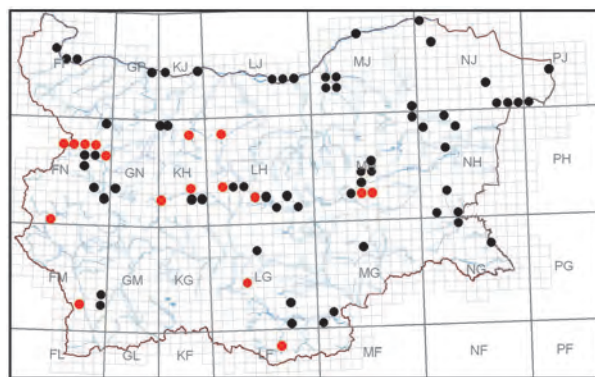 FP GP KJ LJ MJ NJ PJ
FN GN KH LH NH PH
FM GM KG LG MG NG PG
FL GL KF LF MF NF PF